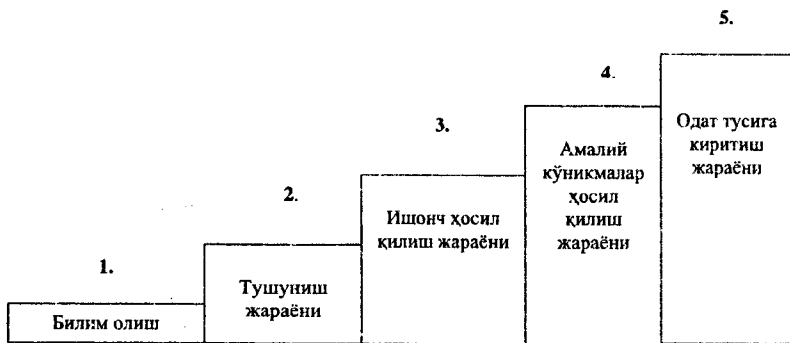 1.
Билим олиш
2.
Тушуниш
жараёни
3.
Ишонч ҳосил
қилиш жараёни
4.
Амалий
кўникмалар
ҳосил
қилиш
жараёни
5.
Одат тусига
киритиш
жараёни